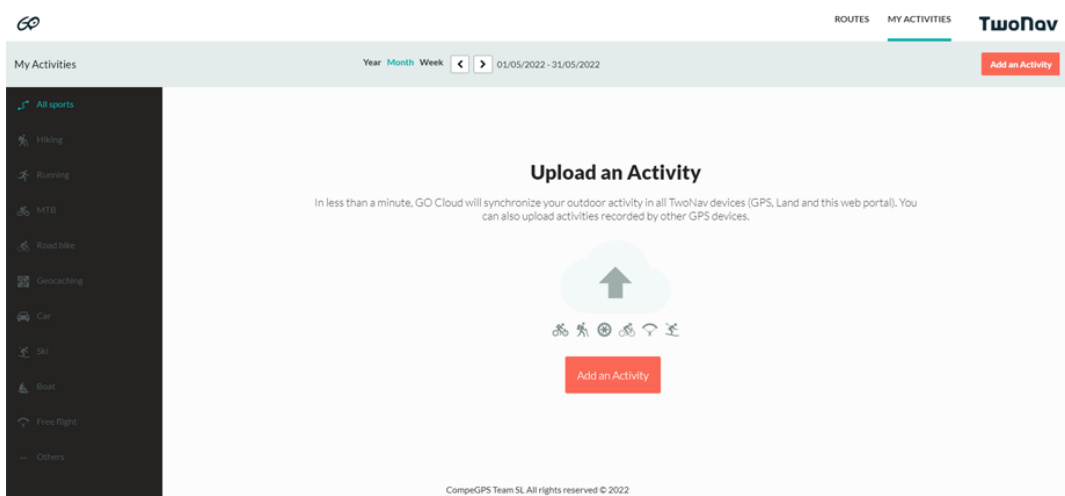 GO
ROUTES MY ACTIVITIES TwoNav
My Activities Year Month Week 01/05/2022 - 31/05/2022 Add an Activity
All sports
Hiking
Running
MTB
Road bike
Geocaching
Car
Ski
Boat
Free flight
Others
Upload an Activity
In less than a minute, GO Cloud will synchronize your outdoor activity in all TwoNav devices (GPS, Land and this web portal). You
can also upload activities recorded by other GPS devices.
Add an Activity
CompeGPS Team SL All rights reserved © 2022